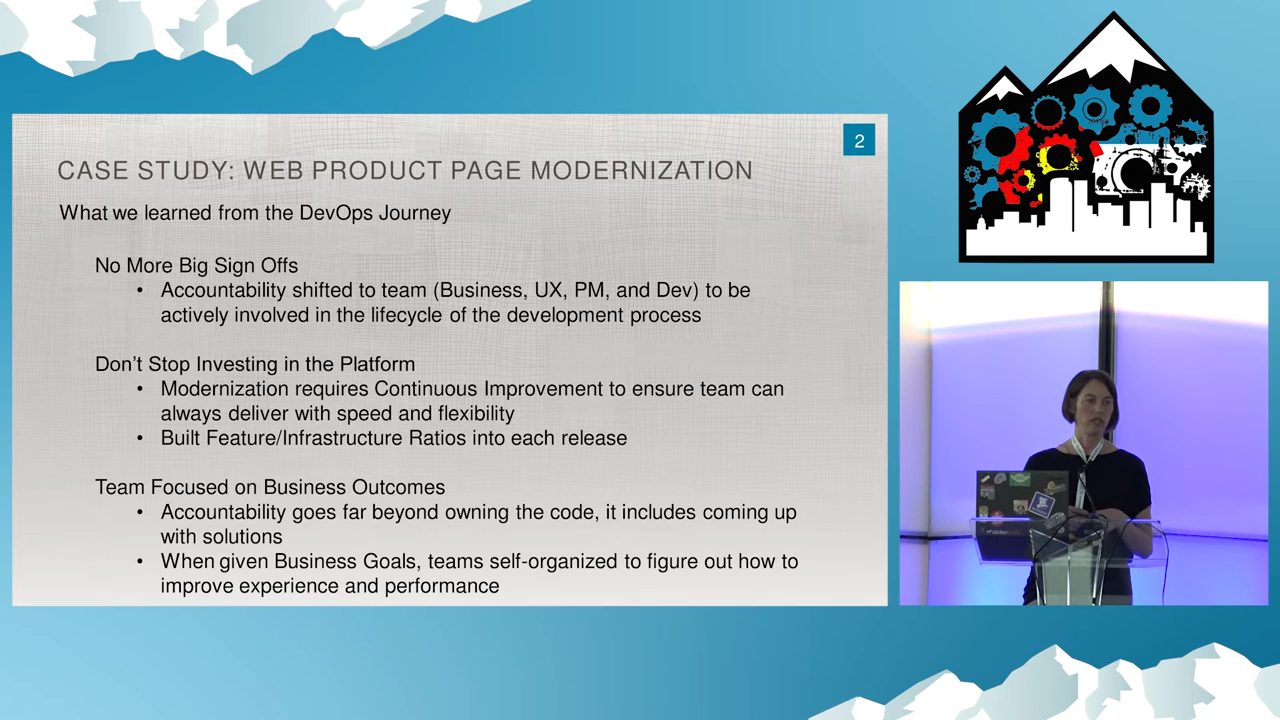 2
CASE STUDY: WEB PRODUCT PAGE MODERNIZATION
What we learned from the DevOps Journey
No More Big Sign Offs
• Accountability shifted to team (Business, UX, PM, and Dev) to be
actively involved in the lifecycle of the development process
Don’t Stop Investing in the Platform
• Modernization requires Continuous Improvement to ensure team can
always deliver with speed and flexibility
• Built Feature/Infrastructure Ratios into each release
Team Focused on Business Outcomes
• Accountability goes far beyond owning the code, it includes coming up
with solutions
• When given Business Goals, teams self-organized to figure out how to
improve experience and performance